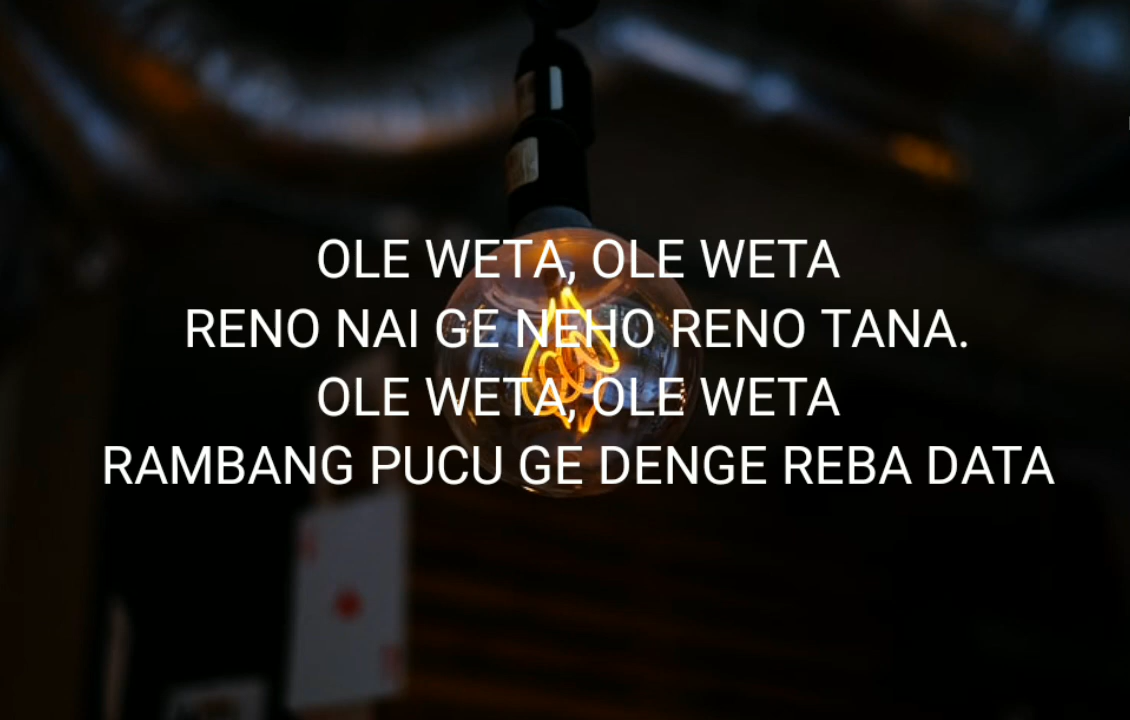 OLE WETA, OLE WETA
RENO NAI GE NEHO RENO TANA.
OLE WETA, OLE WETA
RAMBANG PUCU GE DENGE REBA DATA